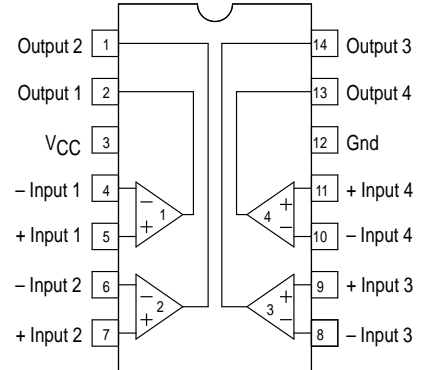 Output 2 1 14 Output 3
Output 1 2 13 Output 4
VCC 3 12 Gnd
– Input 1 4 – 1 + 11 + Input 4
+ Input 1 5 + 4 – 10 – Input 4
– Input 2 6 – 2 + 9 + Input 3
+ Input 2 7 + 3 – 8 – Input 3